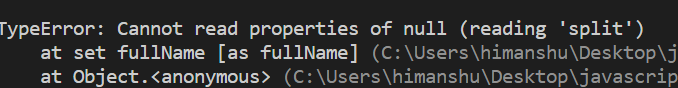 TypeError: Cannot read properties of null (reading 'split')
at set fullName [as fullName] (C:\Users\himanshu\Desktop\j
at Object.<anonymous> (C:\Users\himanshu\Desktop\javascrip